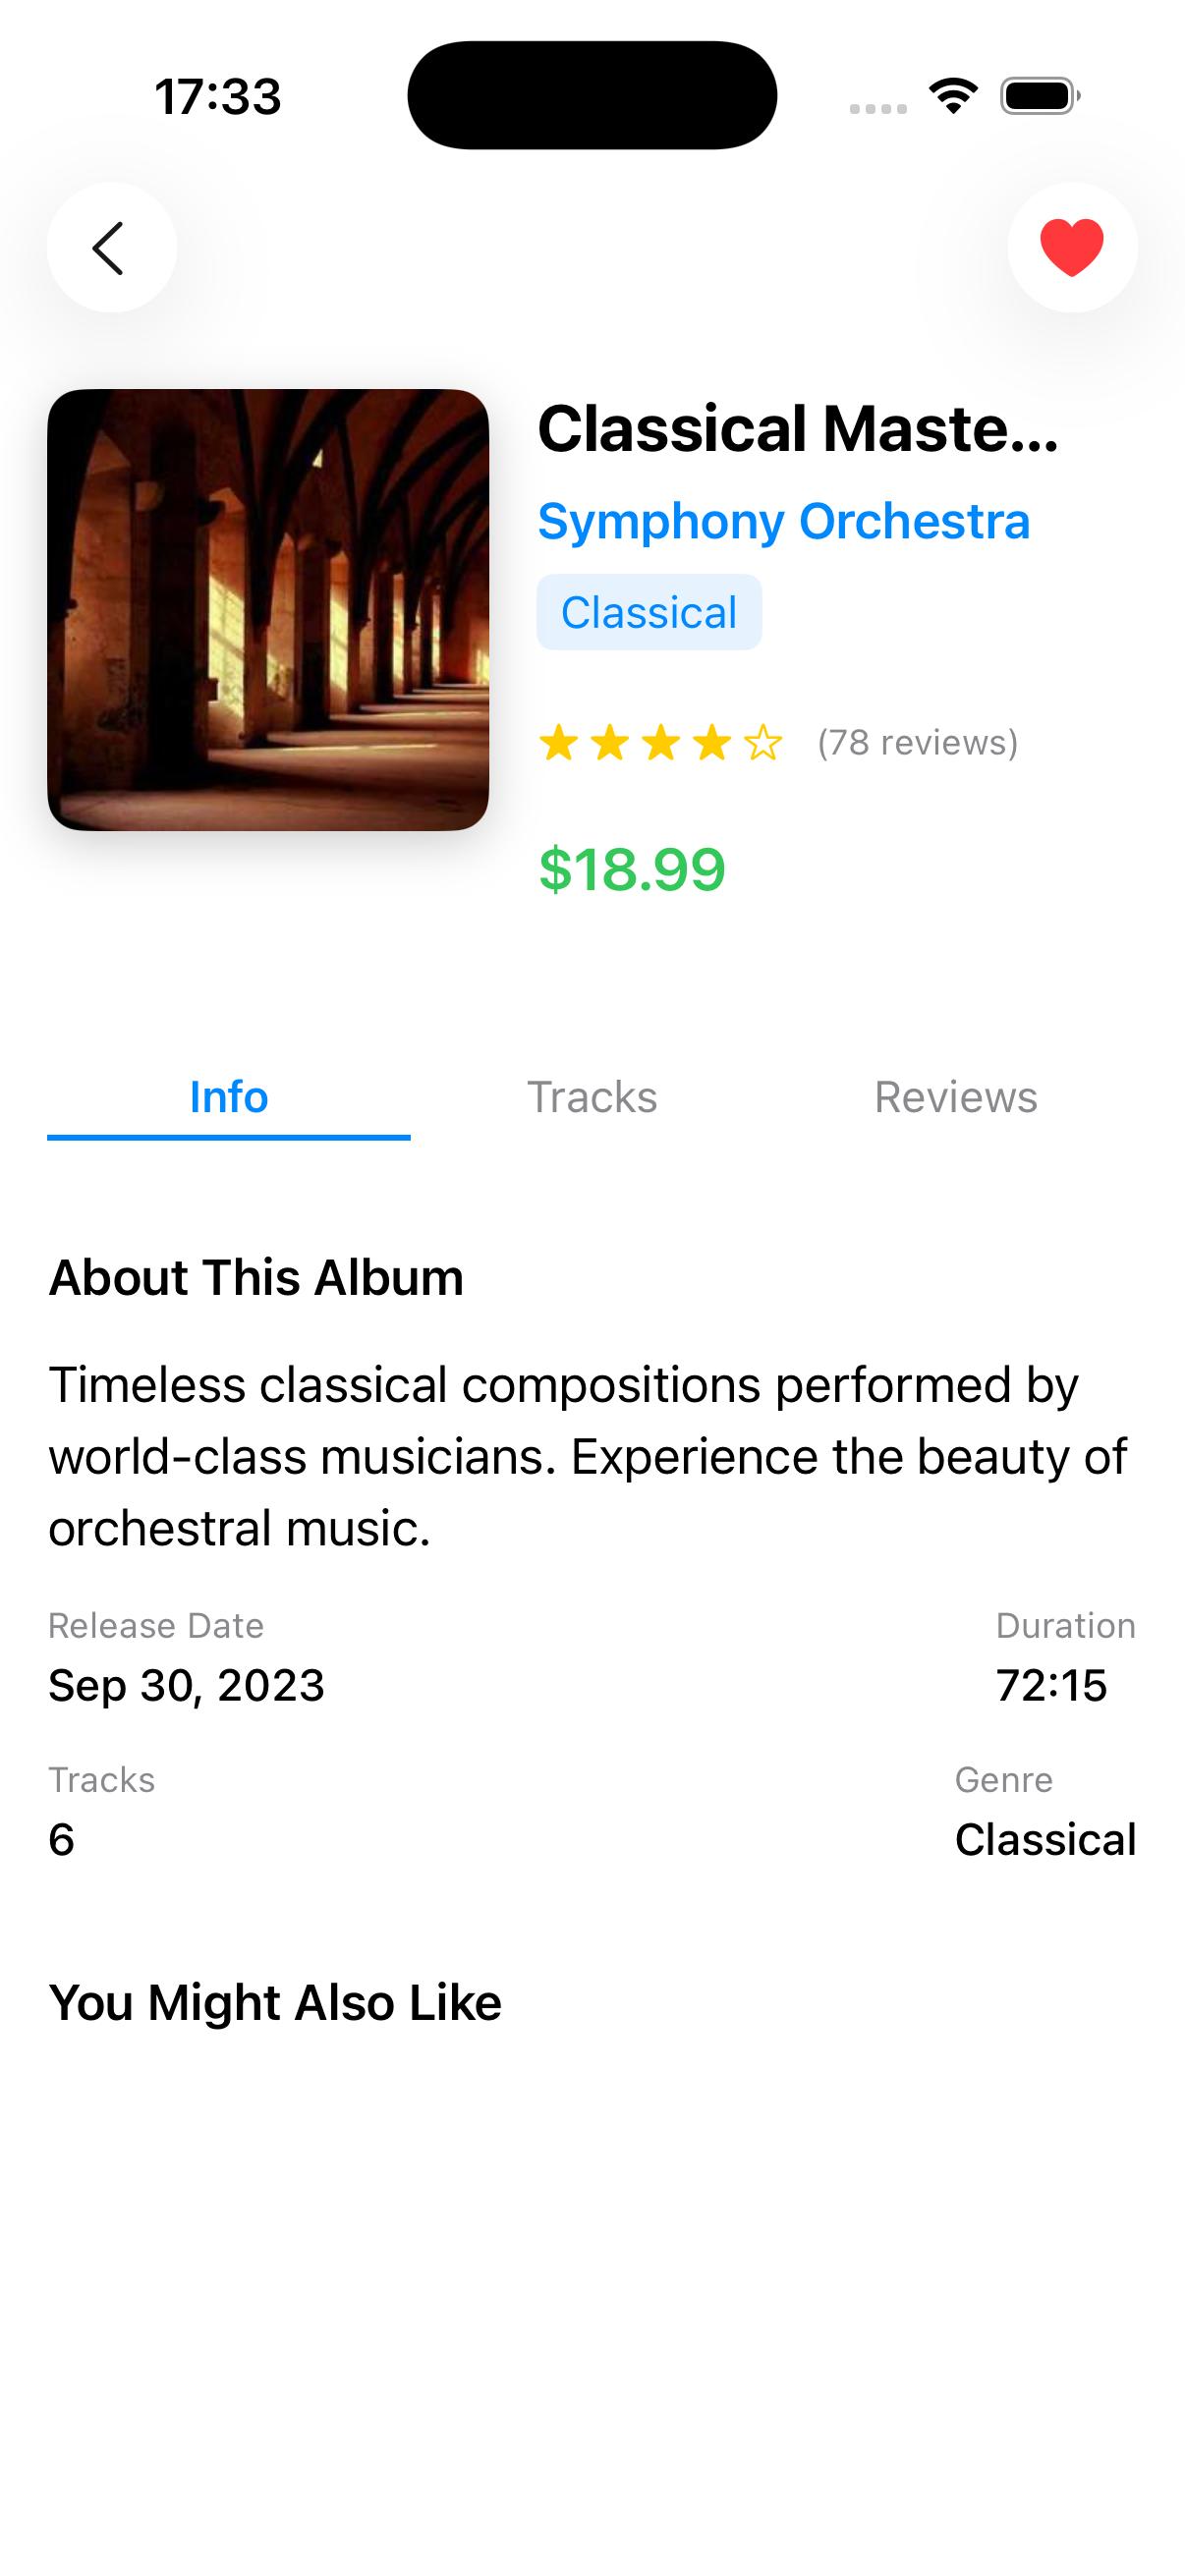 17:33
Classical Maste...
Symphony Orchestra
Classical
(78 reviews)
$18.99
Info
Tracks
Reviews
About This Album
Timeless classical compositions performed by
world-class musicians. Experience the beauty of
orchestral music.
Release Date
Duration
Sep 30, 2023
72:15
Tracks
Genre
6
Classical
You Might Also Like